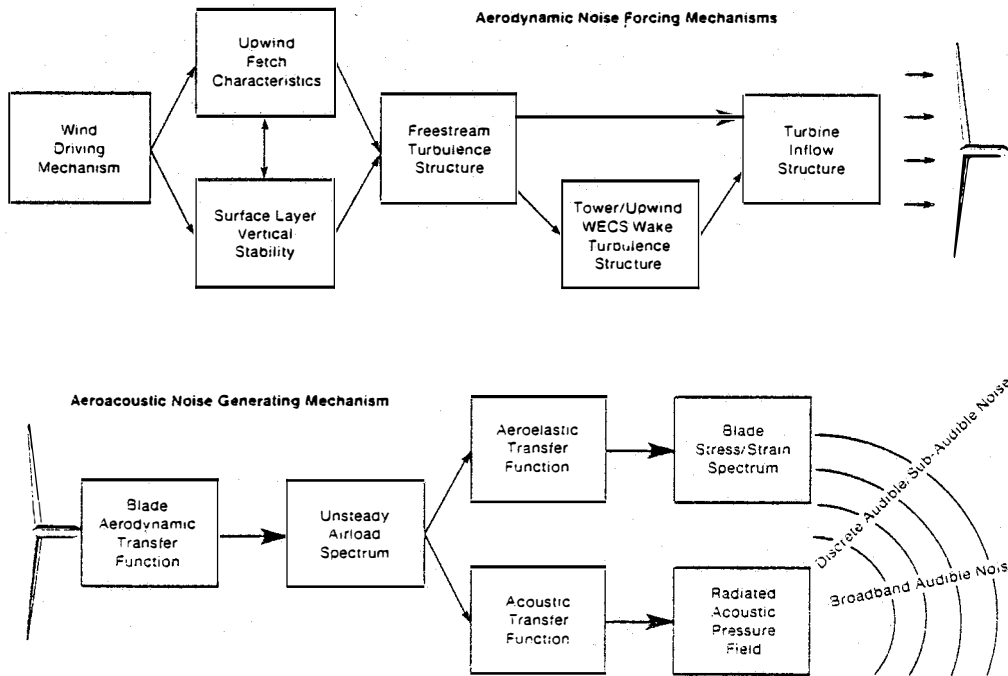 Aerodynamic Noise Forcing Mechanisms
Wind
Driving
Mechanism
Upwind
Fetch
Characteristics
Surface Layer
Vertical
Stability
Freestream
Turbulence
Structure
Tower/Upwind
WECS Wake
Turbulence
Structure
Turbine
Inflow
Structure
Aeroacoustic Noise Generating Mechanism
Blade
Aerodynamic
Transfer
Function
Unsteady
Airload
Spectrum
Aeroelastic
Transfer
Function
Blade
Stress/Strain
Spectrum
Acoustic
Transfer
Function
Radiated
Acoustic
Pressure
Field
Discrete Audible, Sub-Audible Noise
Broadband Audible Nois